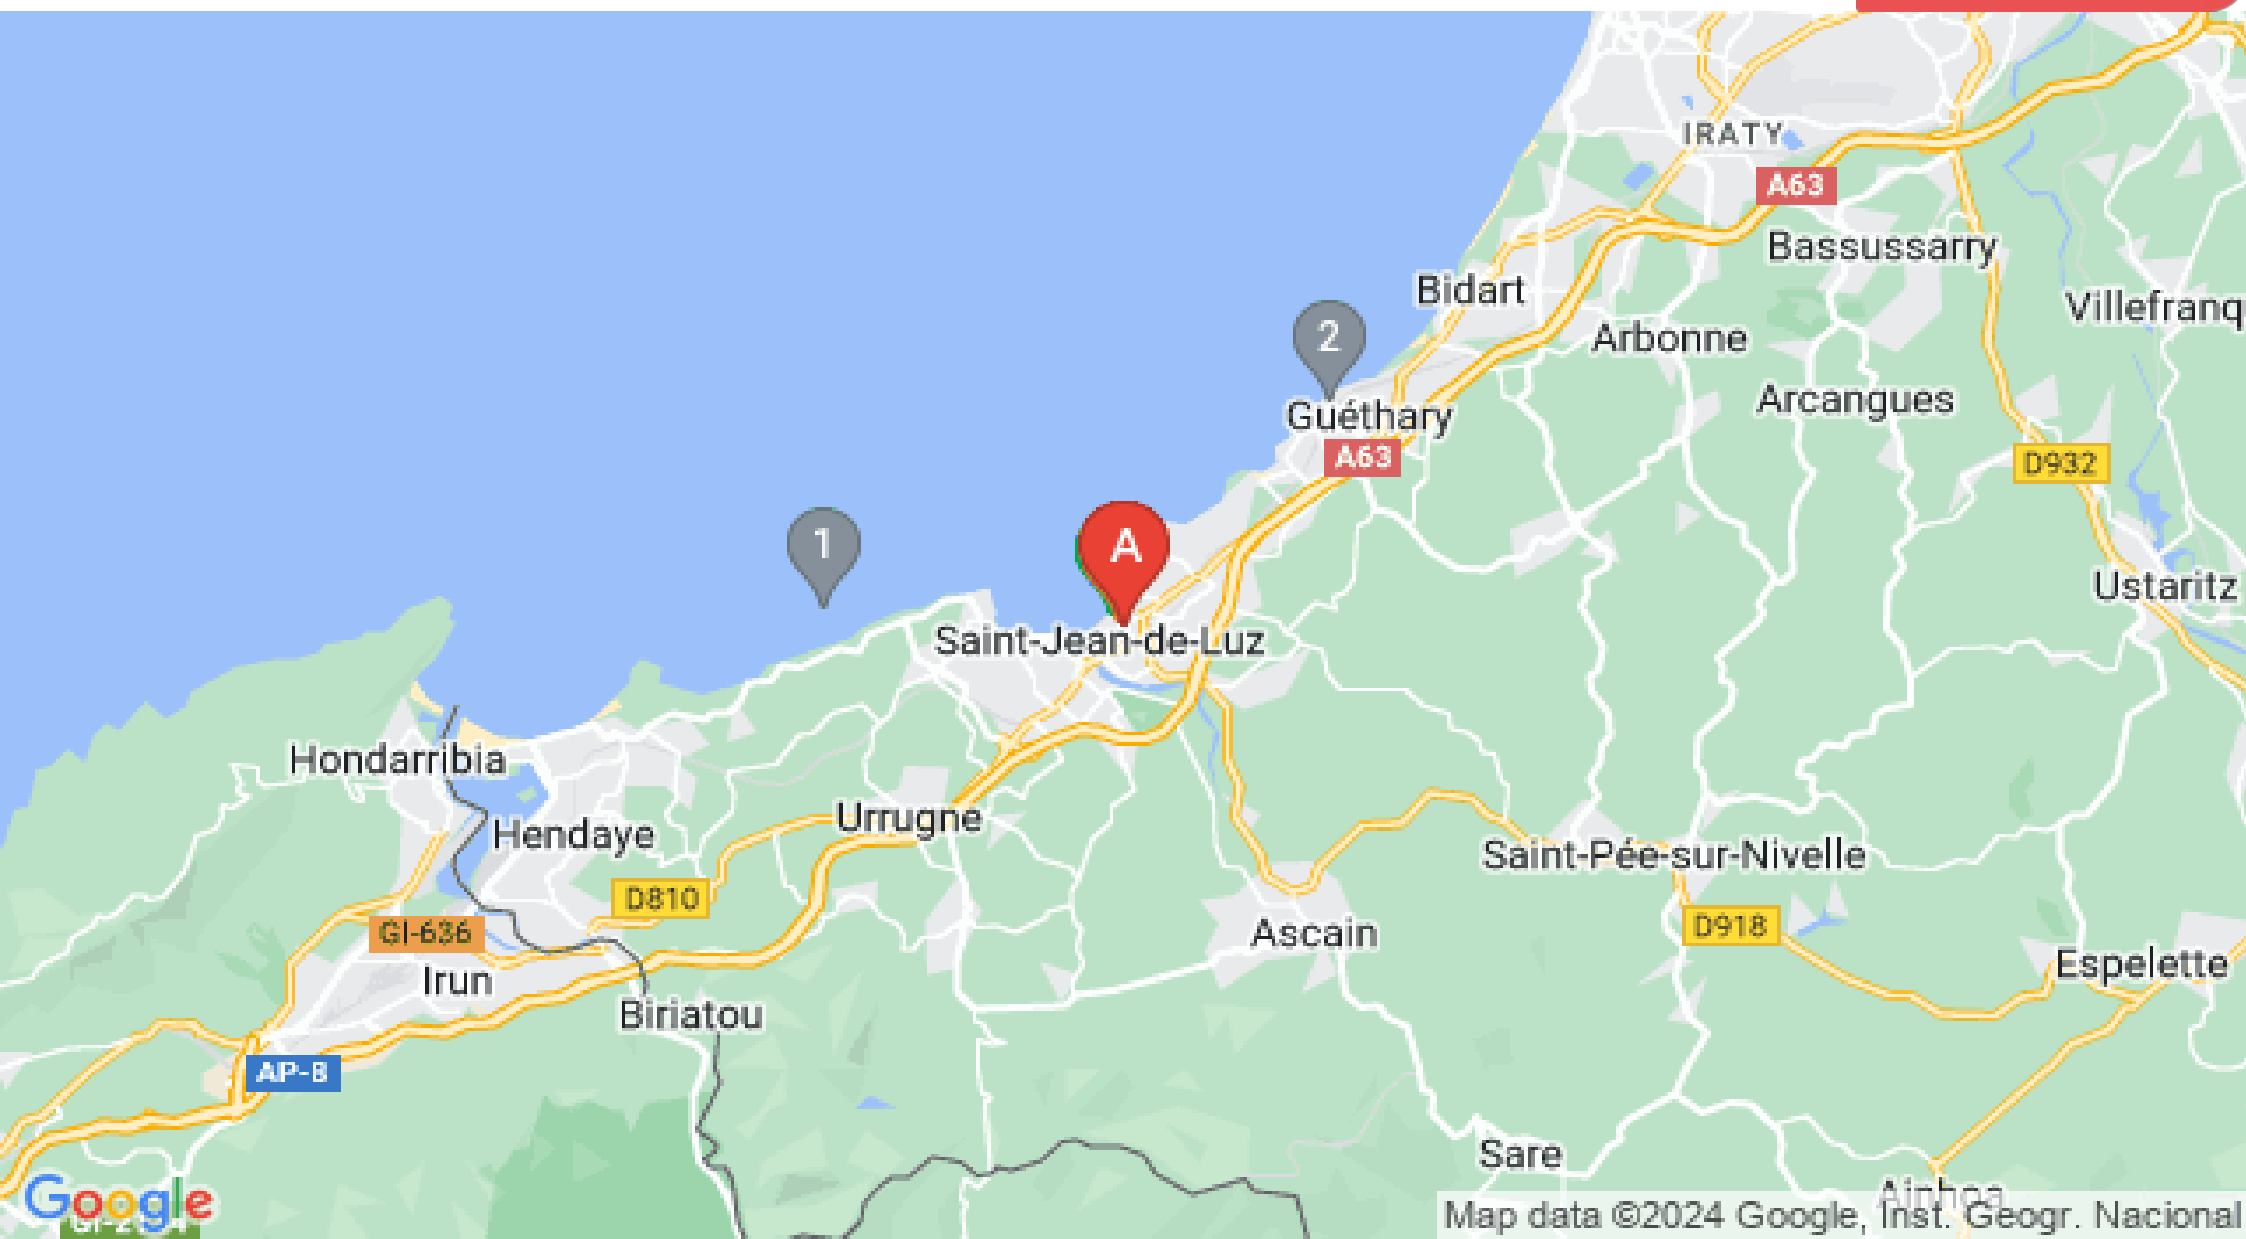 IRATY
A63
Bassussarry
Bidart
Villefranq
2
Arbonne
Arcangues
Guéthary
A63
D932
1
A
Ustaritz
Saint-Jean-de-Luz
Hondarribia
Urrugne
Hendaye
Saint-Pée-sur-Nivelle
D810
D918
GI-636
Ascain
Espelette
Irun
Biriatou
AP-8
Sare
Ainhoa
Google
Map data ©2024 Google, Inst. Geogr. Nacional